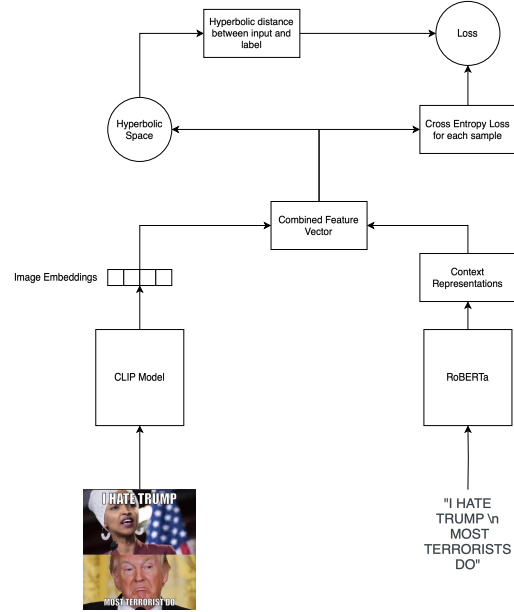 Hyperbolic distance
between input and
label
Loss
Hyperbolic
Space
Cross Entropy Loss
for each sample
Combined Feature
Vector
Image Embeddings
Context
Representations
CLIP Model
RoBERTa
I HATE TRUMP
MOST TERRORIST DO
"I HATE
TRUMP \n
MOST
TERRORISTS
DO"